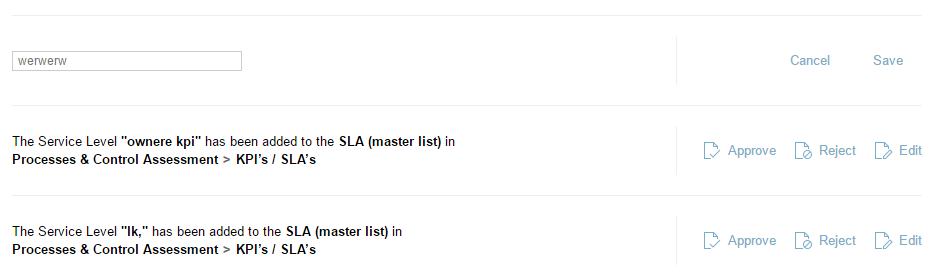 werwerw
Cancel Save
The Service Level "ownere kpi" has been added to the SLA (master list) in
Processes & Control Assessment > KPI's / SLA's
Approve Reject Edit
The Service Level "lk," has been added to the SLA (master list) in
Processes & Control Assessment > KPI's / SLA's
Approve Reject Edit